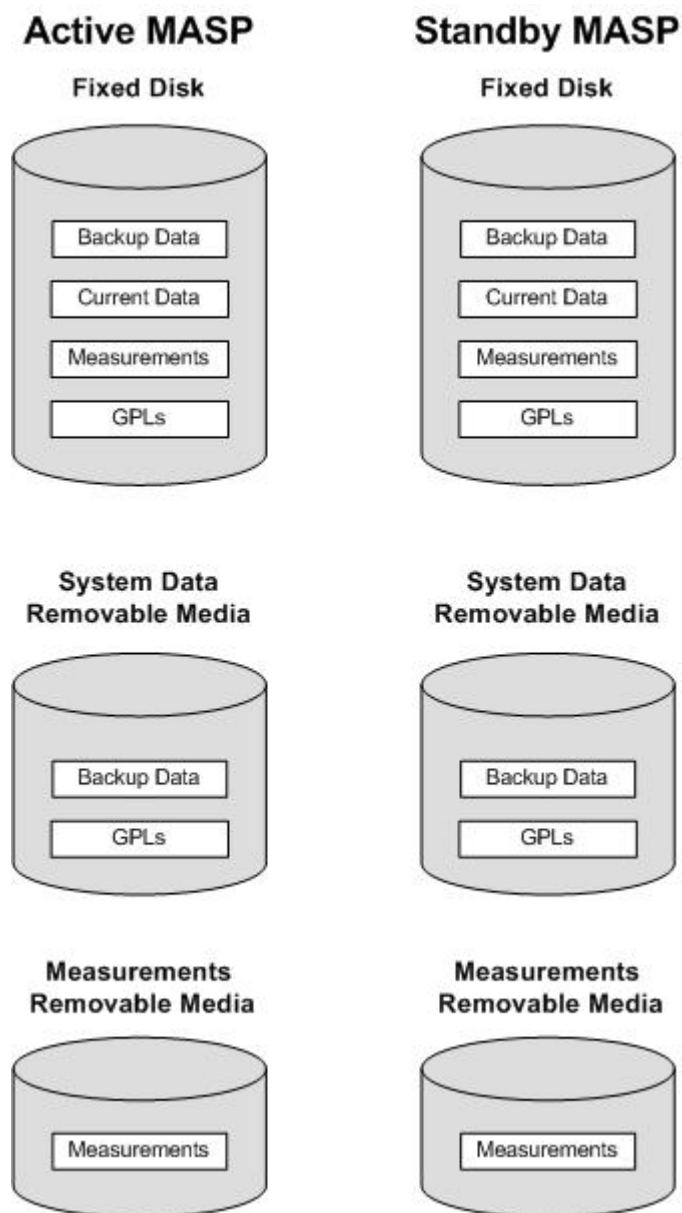 Active MASP
Standby MASP
Fixed Disk
Fixed Disk
Backup Data
Backup Data
Current Data
Current Data
Measurements
Measurements
GPLs
GPLs
System Data
Removable Media
System Data
Removable Media
Backup Data
Backup Data
GPLs
GPLs
Measurements
Removable Media
Measurements
Removable Media
Measurements
Measurements